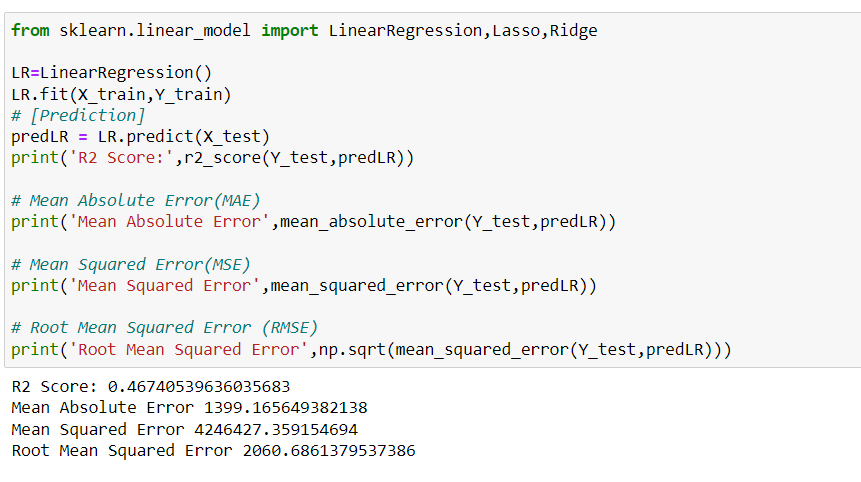 from sklearn.linear_model import LinearRegression,Lasso,Ridge
LR=LinearRegression()
LR.fit(X_train,Y_train)
# [Prediction]
predLR = LR.predict(X_test)
print('R2 Score:',r2_score(Y_test,predLR))
# Mean Absolute Error(MAE)
print('Mean Absolute Error',mean_absolute_error(Y_test,predLR))
# Mean Squared Error(MSE)
print('Mean Squared Error',mean_squared_error(Y_test,predLR))
# Root Mean Squared Error (RMSE)
print('Root Mean Squared Error',np.sqrt(mean_squared_error(Y_test,predLR)))
R2 Score: 0.46740539636035683
Mean Absolute Error 1399.165649382138
Mean Squared Error 4246427.359154694
Root Mean Squared Error 2060.6861379537386